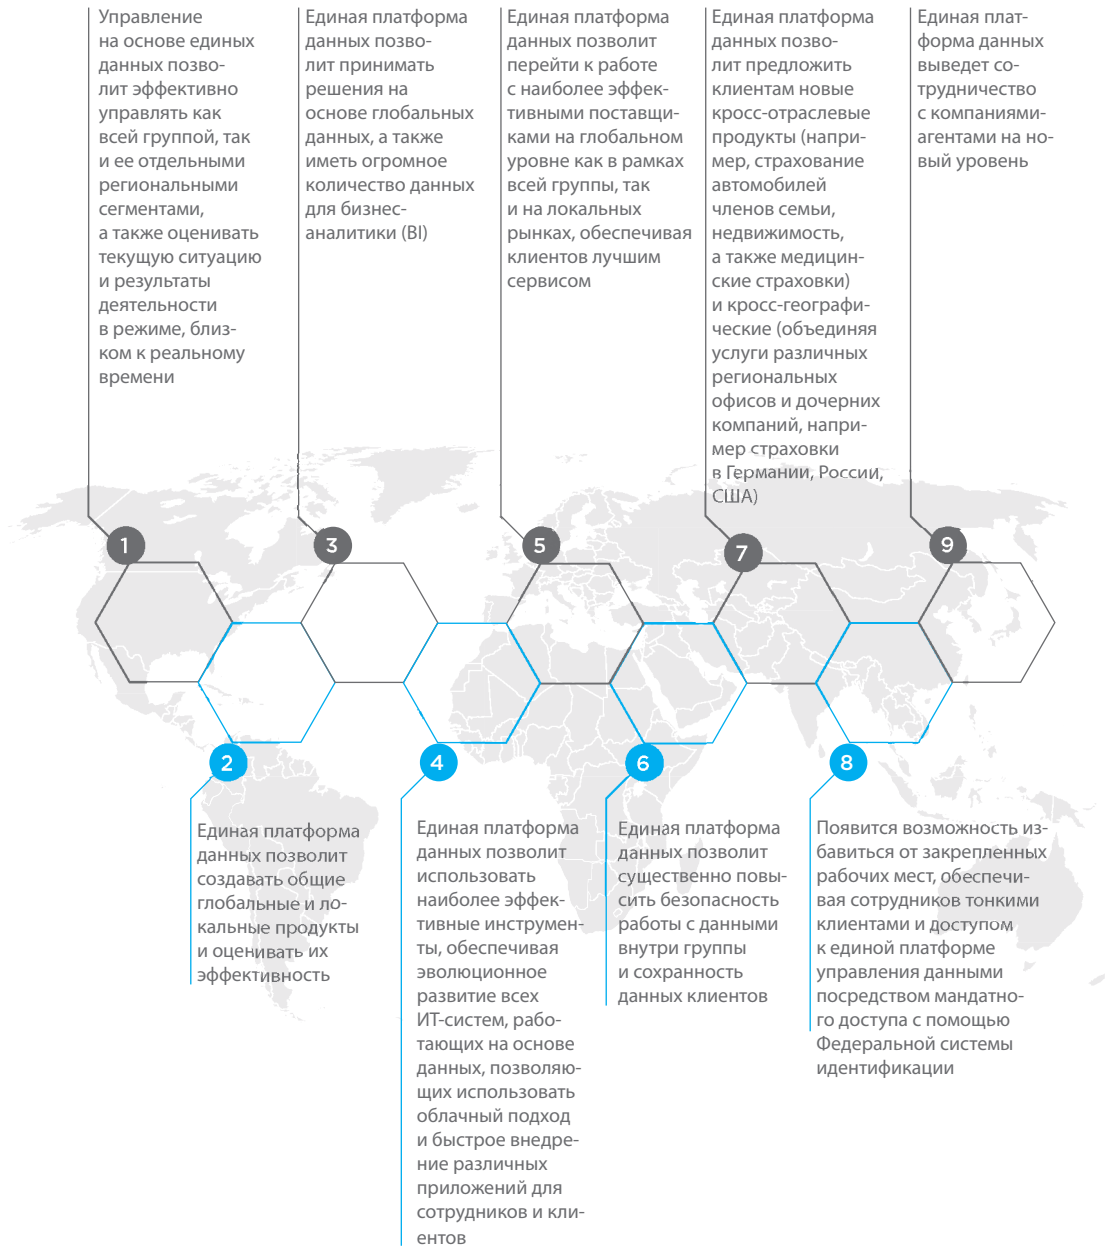 Управление
на основе единых
данных позво-
лит эффективно
управлять как
всей группой, так
и ее отдельными
региональными
сегментами,
а также оценивать
текущую ситуацию
и результаты
деятельности
в режиме, близ-
ком к реальному
времени
1
Единая платформа
данных позволит
создавать общие
глобальные и ло-
кальные продукты
и оценивать их
эффективность
2
Единая платформа
данных позво-
лит принимать
решения на
основе глобальных
данных, а также
иметь огромное
количество данных
для бизнес-
аналитики (BI)
3
4
Единая платформа
данных позволит
использовать
наиболее эффек-
тивные инструмен-
ты, обеспечивая
эволюционное
развитие всех
ИТ-систем, рабо-
тающих на основе
данных, позволяю-
щих использовать
облачный подход
и быстрое внедре-
ние различных
приложений для
сотрудников и кли-
ентов
Единая платформа
данных позволит
перейти к работе
с наиболее эффек-
тивными поставщи-
ками на глобальном
уровне как в рамках
всей группы, так
и на локальных
рынках, обеспечивая
клиентов лучшим
сервисом
5
6
Единая платформа
данных позволит
существенно повы-
сить безопасность
работы с данными
внутри группы
и сохранность
данных клиентов
Единая платформа
данных позво-
лит предложить
клиентам новые
кросс-отраслевые
продукты (напри-
мер, страхование
автомобилей
членов семьи,
недвижимость,
а также медицин-
ские страховки)
и кросс-географи-
ческие (объединяя
услуги различных
региональных
офисов и дочерних
компаний, напри-
мер страховки
в Германии, России,
США)
7
8
Появится возможность из-
бавиться от закрепленных
рабочих мест, обеспечи-
вая сотрудников тонкими
клиентами и доступом
к единой платформе
управления данными
посредством мандатно-
го доступа с помощью
Федеральной системы
идентификации
Единая плат-
форма данных
выведет со-
трудничество
с компаниями-
агентами на но-
вый уровень
9